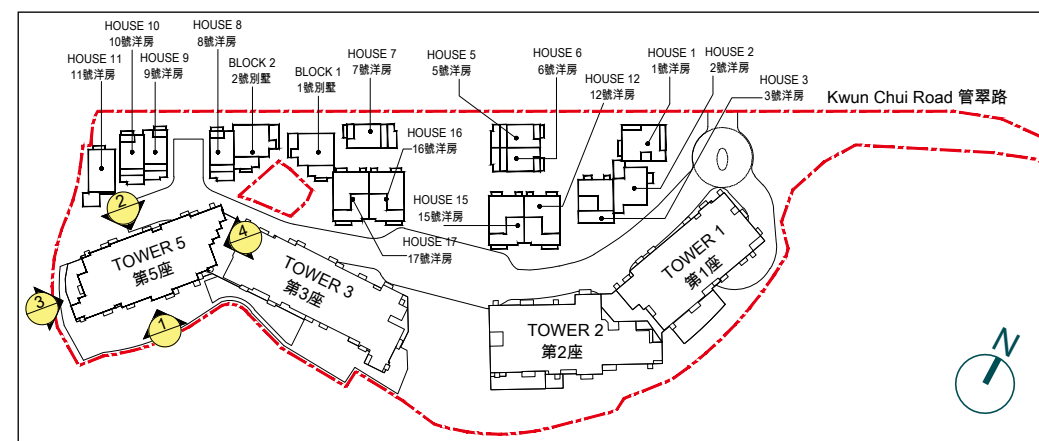 HOUSE 10
10號洋房
HOUSE 11
11號洋房
HOUSE 9
9號洋房
HOUSE 8
8號洋房
BLOCK 2
2號別墅
BLOCK 1
1號別墅
HOUSE 7
7號洋房
HOUSE 5
5號洋房
HOUSE 6
6號洋房
HOUSE 12
12號洋房
HOUSE 1
1號洋房
HOUSE 2
2號洋房
HOUSE 3
3號洋房
Kwun Chui Road 管翠路
HOUSE 16
16號洋房
HOUSE 15
15號洋房
HOUSE 17
17號洋房
2
4
3
1
TOWER 5
第5座
TOWER 3
第3座
TOWER 2
第2座
TOWER 1
第1座
N